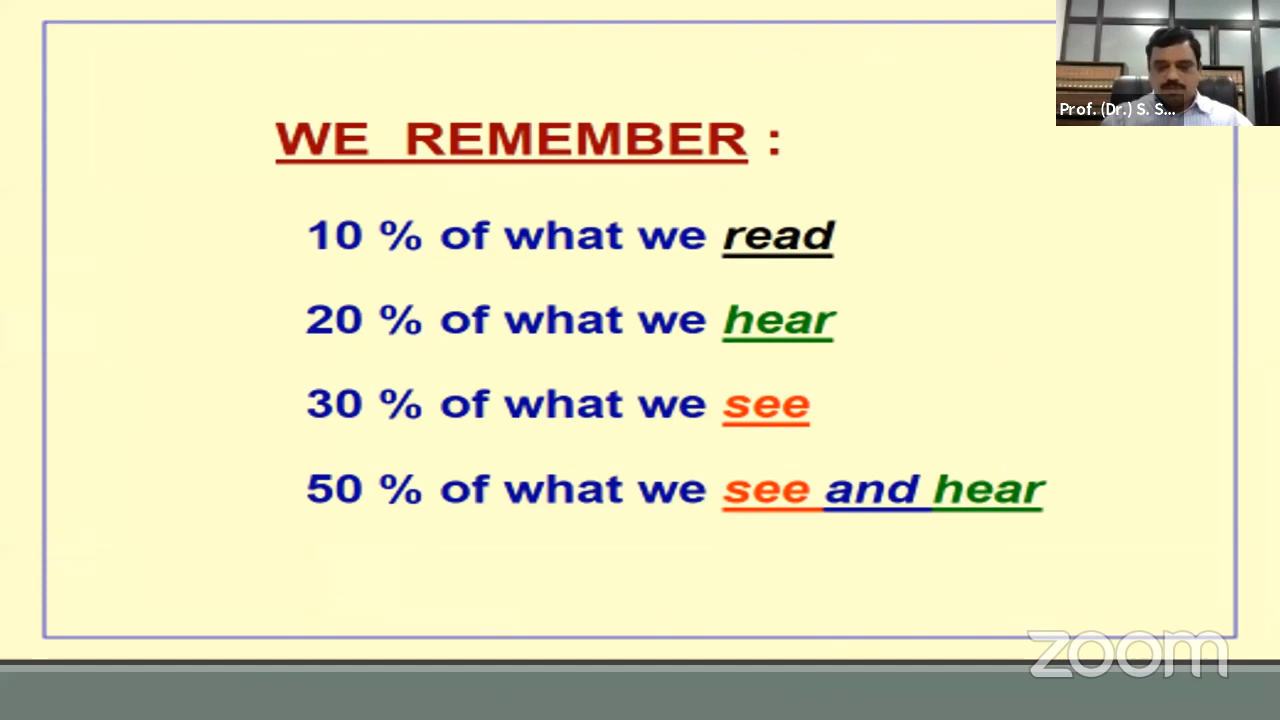 WE REMEMBER :
10 % of what we read
20 % of what we hear
30 % of what we see
50 % of what we see and hear
Prof. (Dr.) S. S...
zoom